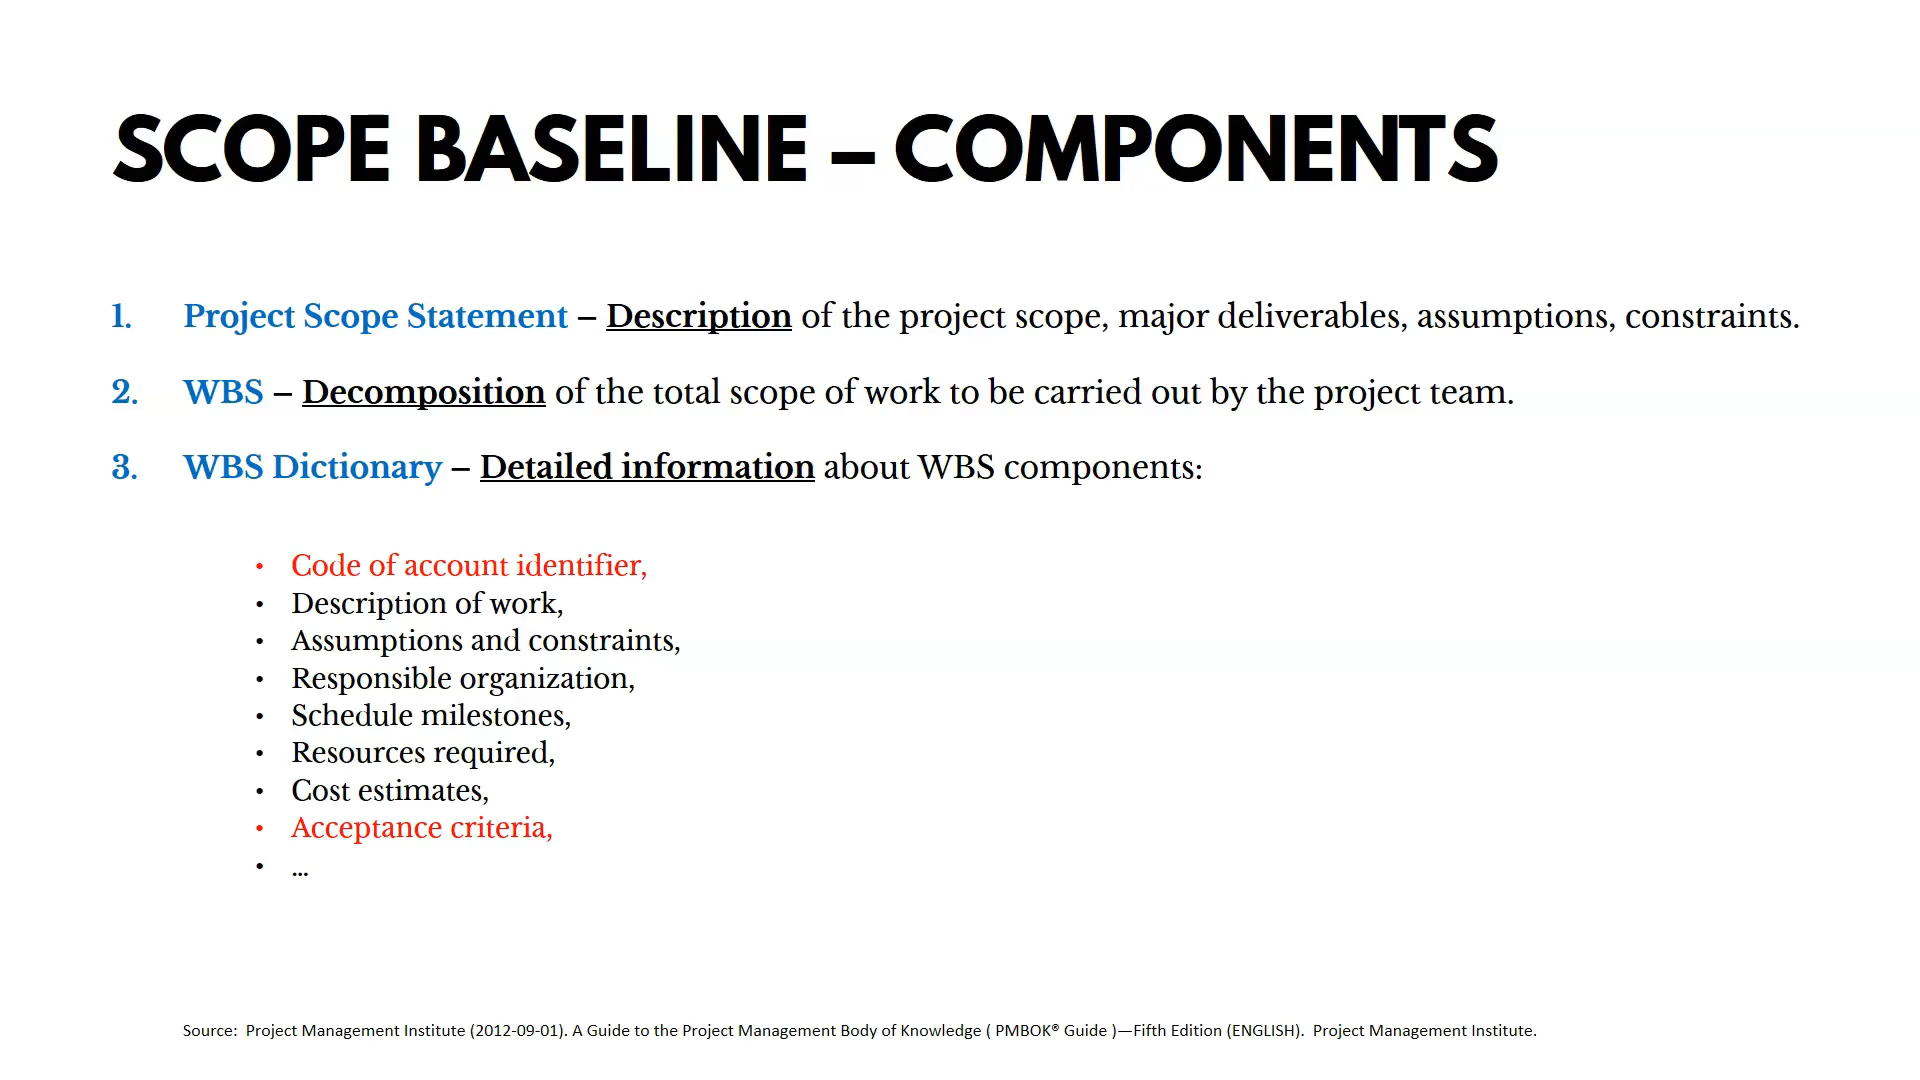 SCOPE BASELINE – COMPONENTS
1. Project Scope Statement – Description of the project scope, major deliverables, assumptions, constraints.
2. WBS – Decomposition of the total scope of work to be carried out by the project team.
3. WBS Dictionary – Detailed information about WBS components:
• Code of account identifier,
• Description of work,
• Assumptions and constraints,
• Responsible organization,
• Schedule milestones,
• Resources required,
• Cost estimates,
• Acceptance criteria,
• ...
Source: Project Management Institute (2012-09-01). A Guide to the Project Management Body of Knowledge ( PMBOK® Guide )—Fifth Edition (ENGLISH). Project Management Institute.